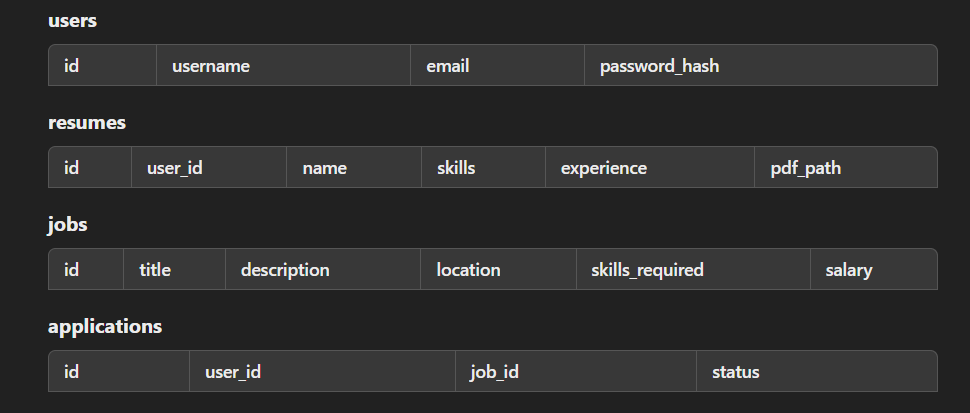 users
id username email password_hash
resumes
id user_id name skills experience pdf_path
jobs
id title description location skills_required salary
applications
id user_id job_id status